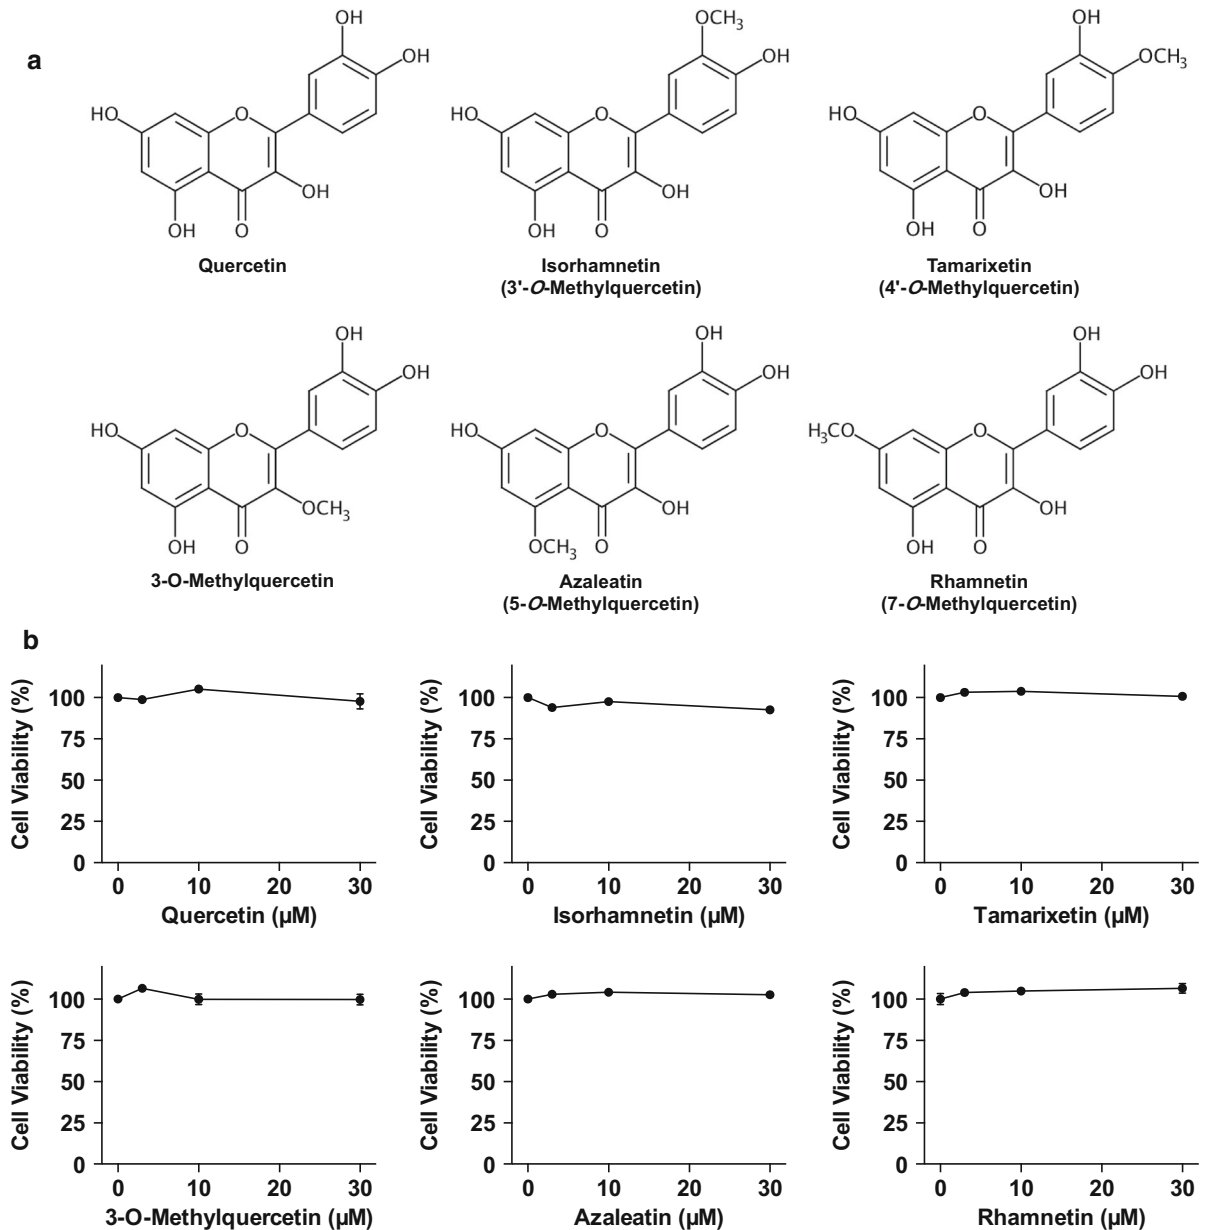 a
OH
OH
HO
O
OH
OH
O
Quercetin
OCH3
OH
HO
O
OH
OH
O
Isorhamnetin
(3'-O-Methylquercetin)
OH
OCH3
HO
O
OH
OH
O
Tamarixetin
(4'-O-Methylquercetin)
OH
OH
HO
O
OCH3
OH
O
3-O-Methylquercetin
OH
OH
HO
O
OH
OCH3
O
Azaleatin
(5-O-Methylquercetin)
OH
OH
H3CO
O
OH
OH
O
Rhamnetin
(7-O-Methylquercetin)
b
Cell Viability (%)
100
75
50
25
0
0 10 20 30
Quercetin (µM)
Cell Viability (%)
100
75
50
25
0
0 10 20 30
Isorhamnetin (µM)
Cell Viability (%)
100
75
50
25
0
0 10 20 30
Tamarixetin (µM)
Cell Viability (%)
100
75
50
25
0
0 10 20 30
3-O-Methylquercetin (µM)
Cell Viability (%)
100
75
50
25
0
0 10 20 30
Azaleatin (µM)
Cell Viability (%)
100
75
50
25
0
0 10 20 30
Rhamnetin (µM)